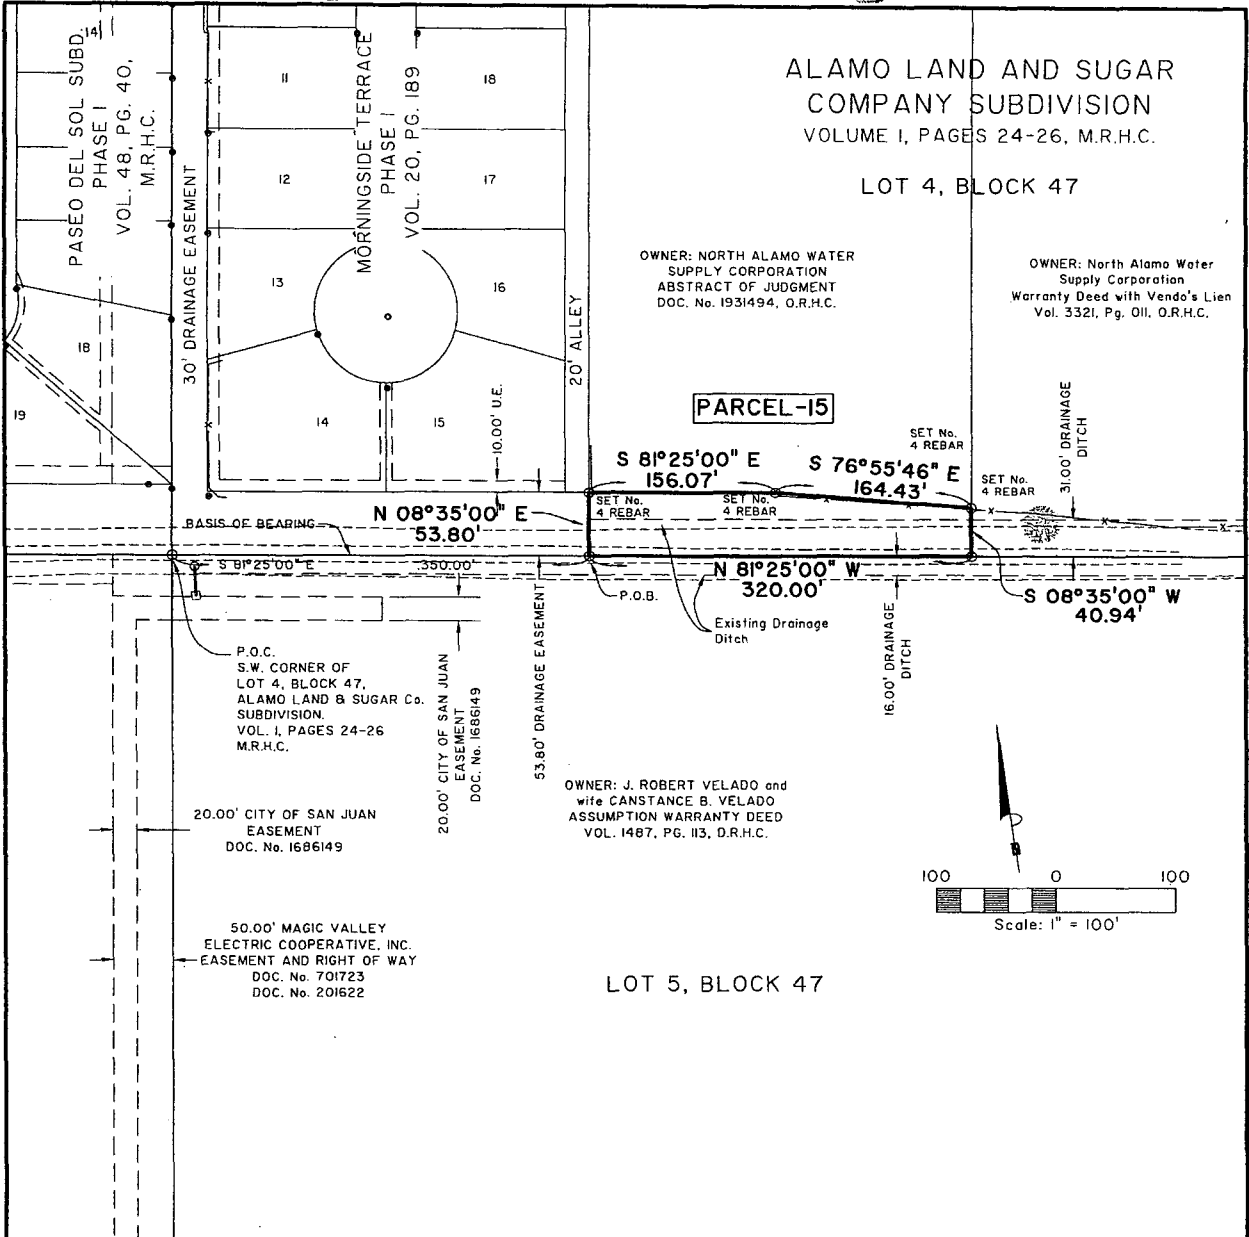 ALAMO LAND AND SUGAR
COMPANY SUBDIVISION
VOLUME 1, PAGES 24-26, M.R.H.C.
LOT 4, BLOCK 47
14
PASEO DEL SOL SUBD.
PHASE I
VOL. 48, PG. 40,
M.R.H.C.
30' DRAINAGE EASEMENT
MORNINGSIDE TERRACE
PHASE I
VOL. 20, PG. 189
11
18
12
17
13
16
14
15
18
19
20' ALLEY
10.00' U.E.
OWNER: NORTH ALAMO WATER
SUPPLY CORPORATION
ABSTRACT OF JUDGMENT
DOC. No. 1931494, O.R.H.C.
OWNER: North Alamo Water
Supply Corporation
Warranty Deed with Vendo's Lien
Vol. 3321, Pg. 011, O.R.H.C.
PARCEL-15
31.00' DRAINAGE
DITCH
S 81°25'00" E
156.07'
S 76°55'46" E
164.43'
SET No.
4 REBAR
SET No.
4 REBAR
SET No.
4 REBAR
SET No.
4 REBAR
N 08°35'00" E
53.80'
BASIS OF BEARING
S 81°25'00" E
350.00'
N 81°25'00" W
320.00'
S 08°35'00" W
40.94'
P.O.B.
Existing Drainage
Ditch
53.80' DRAINAGE EASEMENT
16.00' DRAINAGE
DITCH
P.O.C.
S.W. CORNER OF
LOT 4, BLOCK 47,
ALAMO LAND & SUGAR Co.
SUBDIVISION.
VOL. 1, PAGES 24-26
M.R.H.C.
20.00' CITY OF SAN JUAN
EASEMENT
DOC. No. 1686149
OWNER: J. ROBERT VELADO and
wife CANSTANCE B. VELADO
ASSUMPTION WARRANTY DEED
VOL. 1487, PG. 113, D.R.H.C.
20.00' CITY OF SAN JUAN
EASEMENT
DOC. No. 1686149
100 0 100
Scale: 1" = 100'
50.00' MAGIC VALLEY
ELECTRIC COOPERATIVE, INC.
EASEMENT AND RIGHT OF WAY
DOC. No. 701723
DOC. No. 201622
LOT 5, BLOCK 47